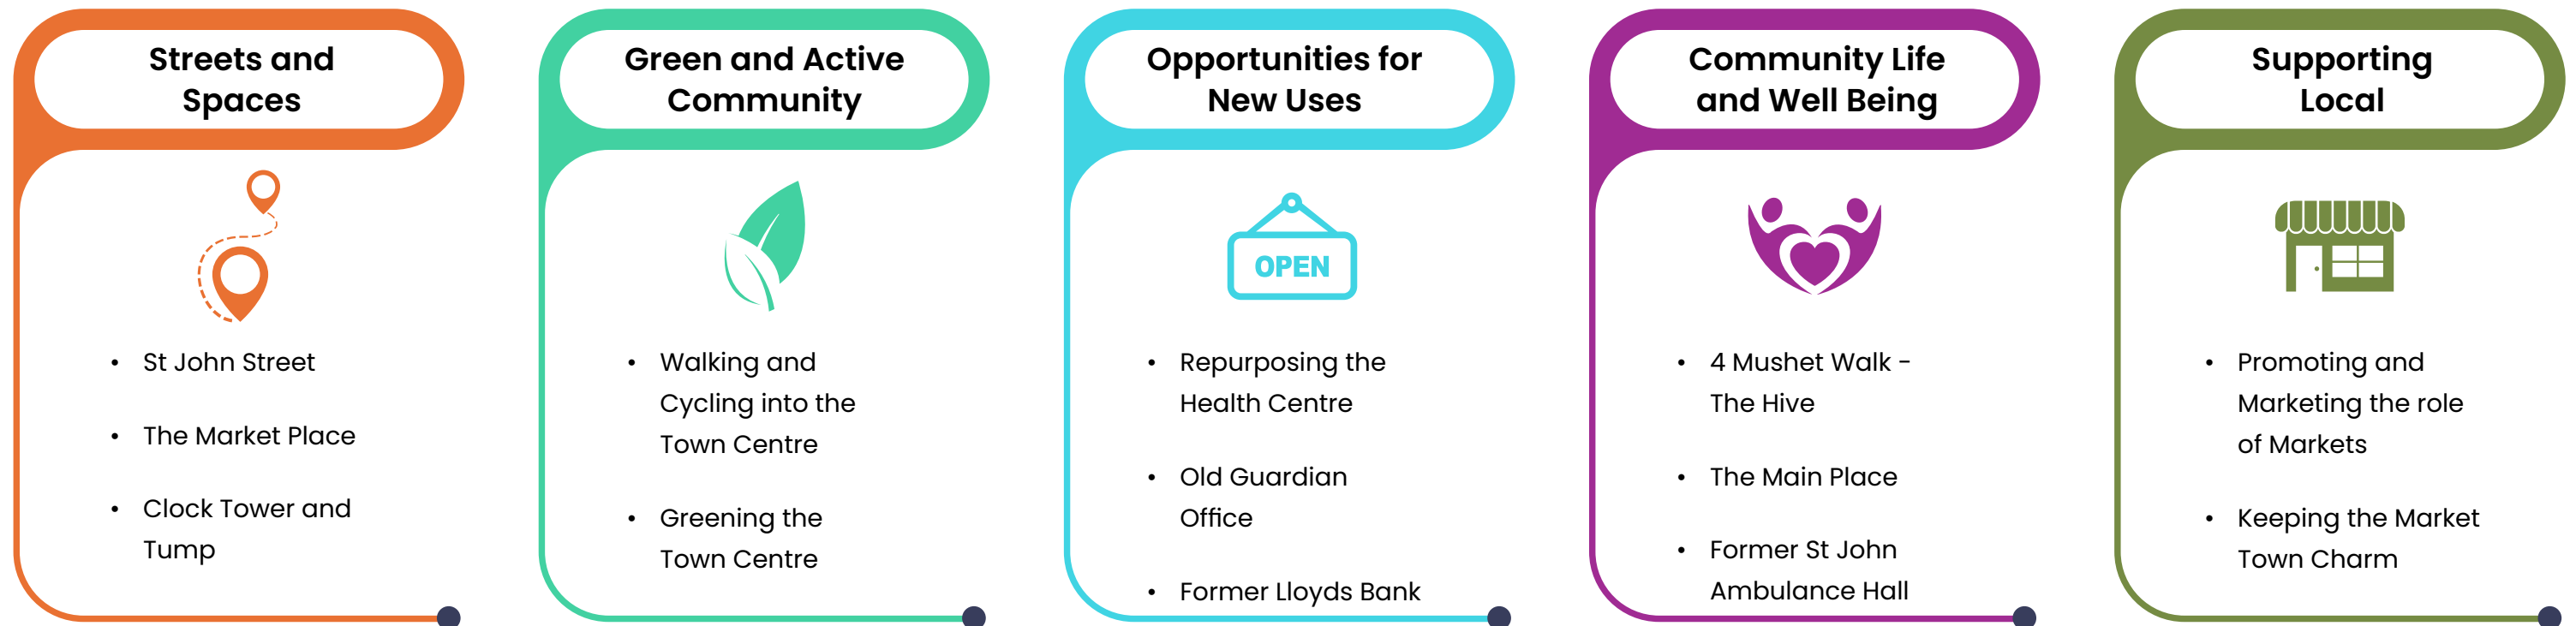 Streets and
Spaces
St John Street
The Market Place
Clock Tower and
Tump
Green and Active
Community
Walking and
Cycling into the
Town Centre
Greening the
Town Centre
Opportunities for
New Uses
OPEN
Repurposing the
Health Centre
Old Guardian
Office
Former Lloyds Bank
Community Life
and Well Being
4 Mushet Walk -
The Hive
The Main Place
Former St John
Ambulance Hall
Supporting
Local
Promoting and
Marketing the role
of Markets
Keeping the Market
Town Charm